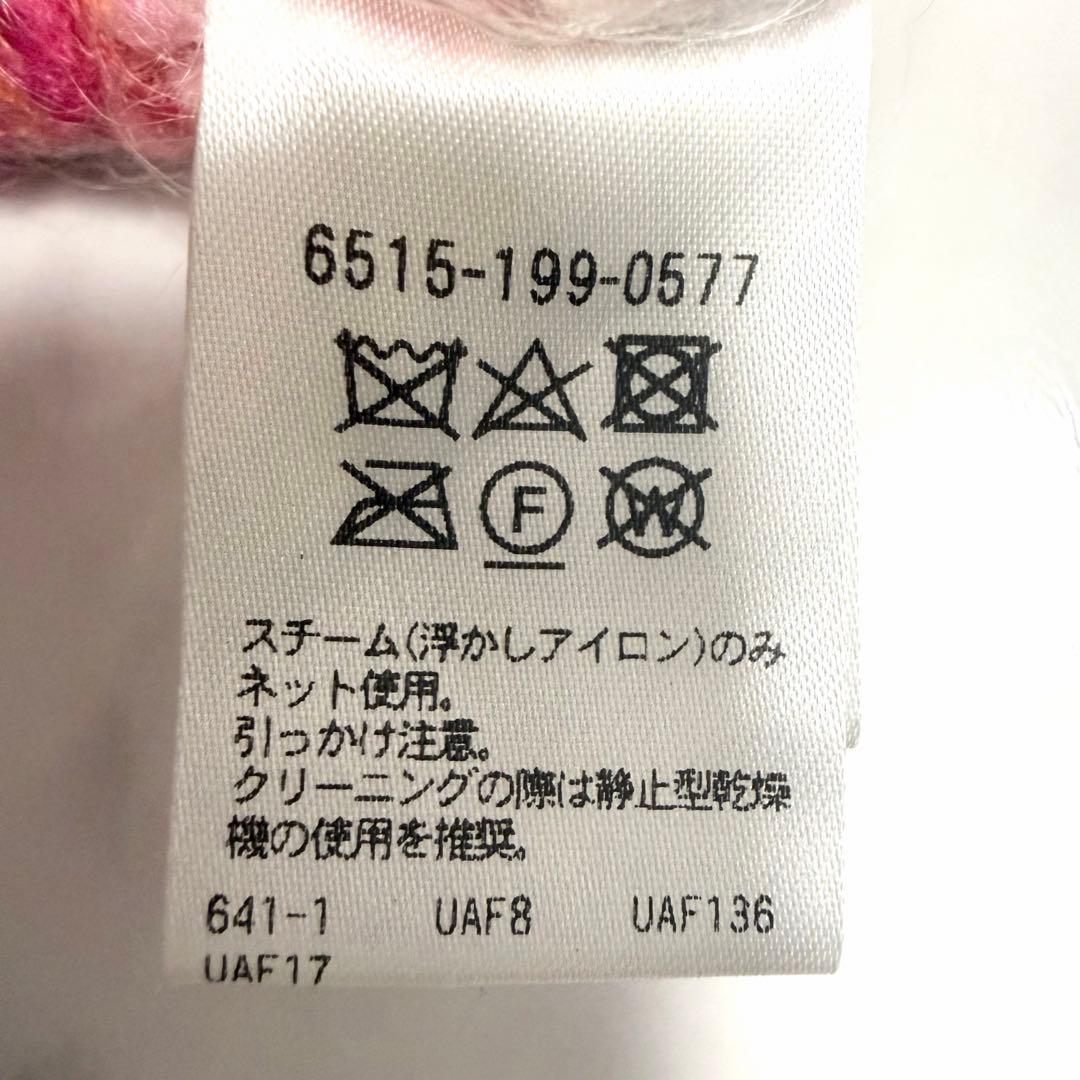 6515-199-0577
F
W
スチーム(浮かしアイロン)のみ
ネット使用。
引っかけ注意。
クリーニングの際は静止型乾燥
機の使用を推奨。
641-1 UAF8 UAF136
UAF17